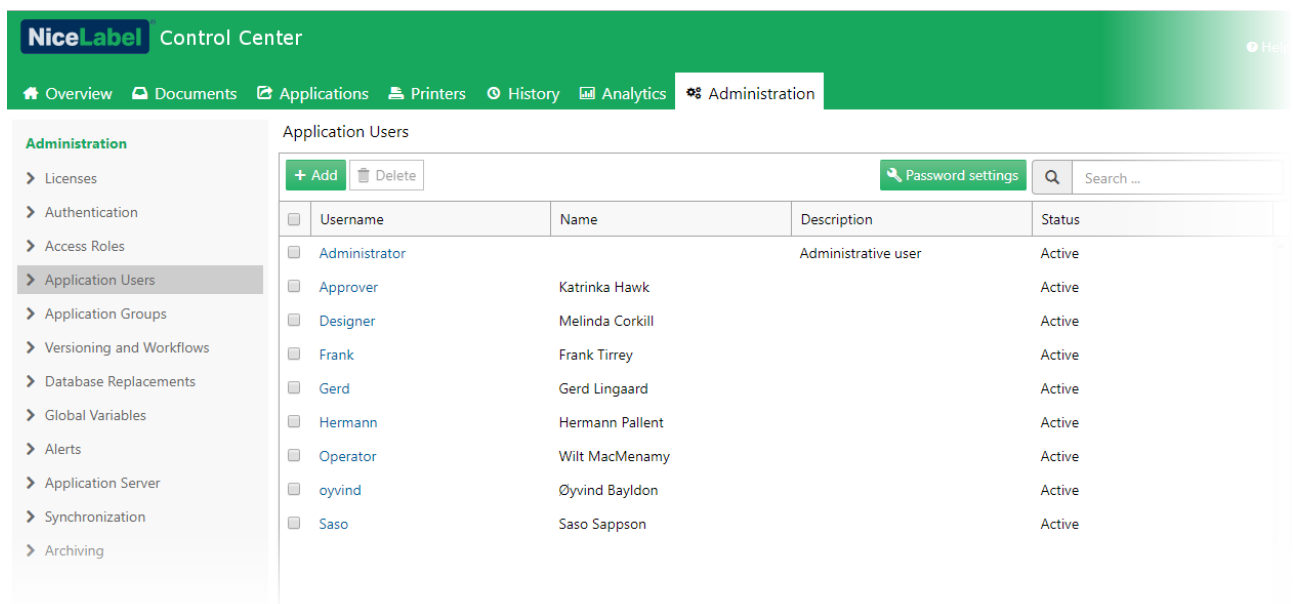 NiceLabel Control Center
Help
Overview Documents Applications Printers History Analytics Administration
Administration
Licenses
Authentication
Access Roles
Application Users
Application Groups
Versioning and Workflows
Database Replacements
Global Variables
Alerts
Application Server
Synchronization
Archiving
Application Users
+ Add Delete Password settings Search ...
Username Name Description Status
Administrator Administrative user Active
Approver Katrinka Hawk Active
Designer Melinda Corkill Active
Frank Frank Tirrey Active
Gerd Gerd Lingaard Active
Hermann Hermann Pallent Active
Operator Wilt MacMenamy Active
oyvind Øyvind Bayldon Active
Saso Saso Sappson Active